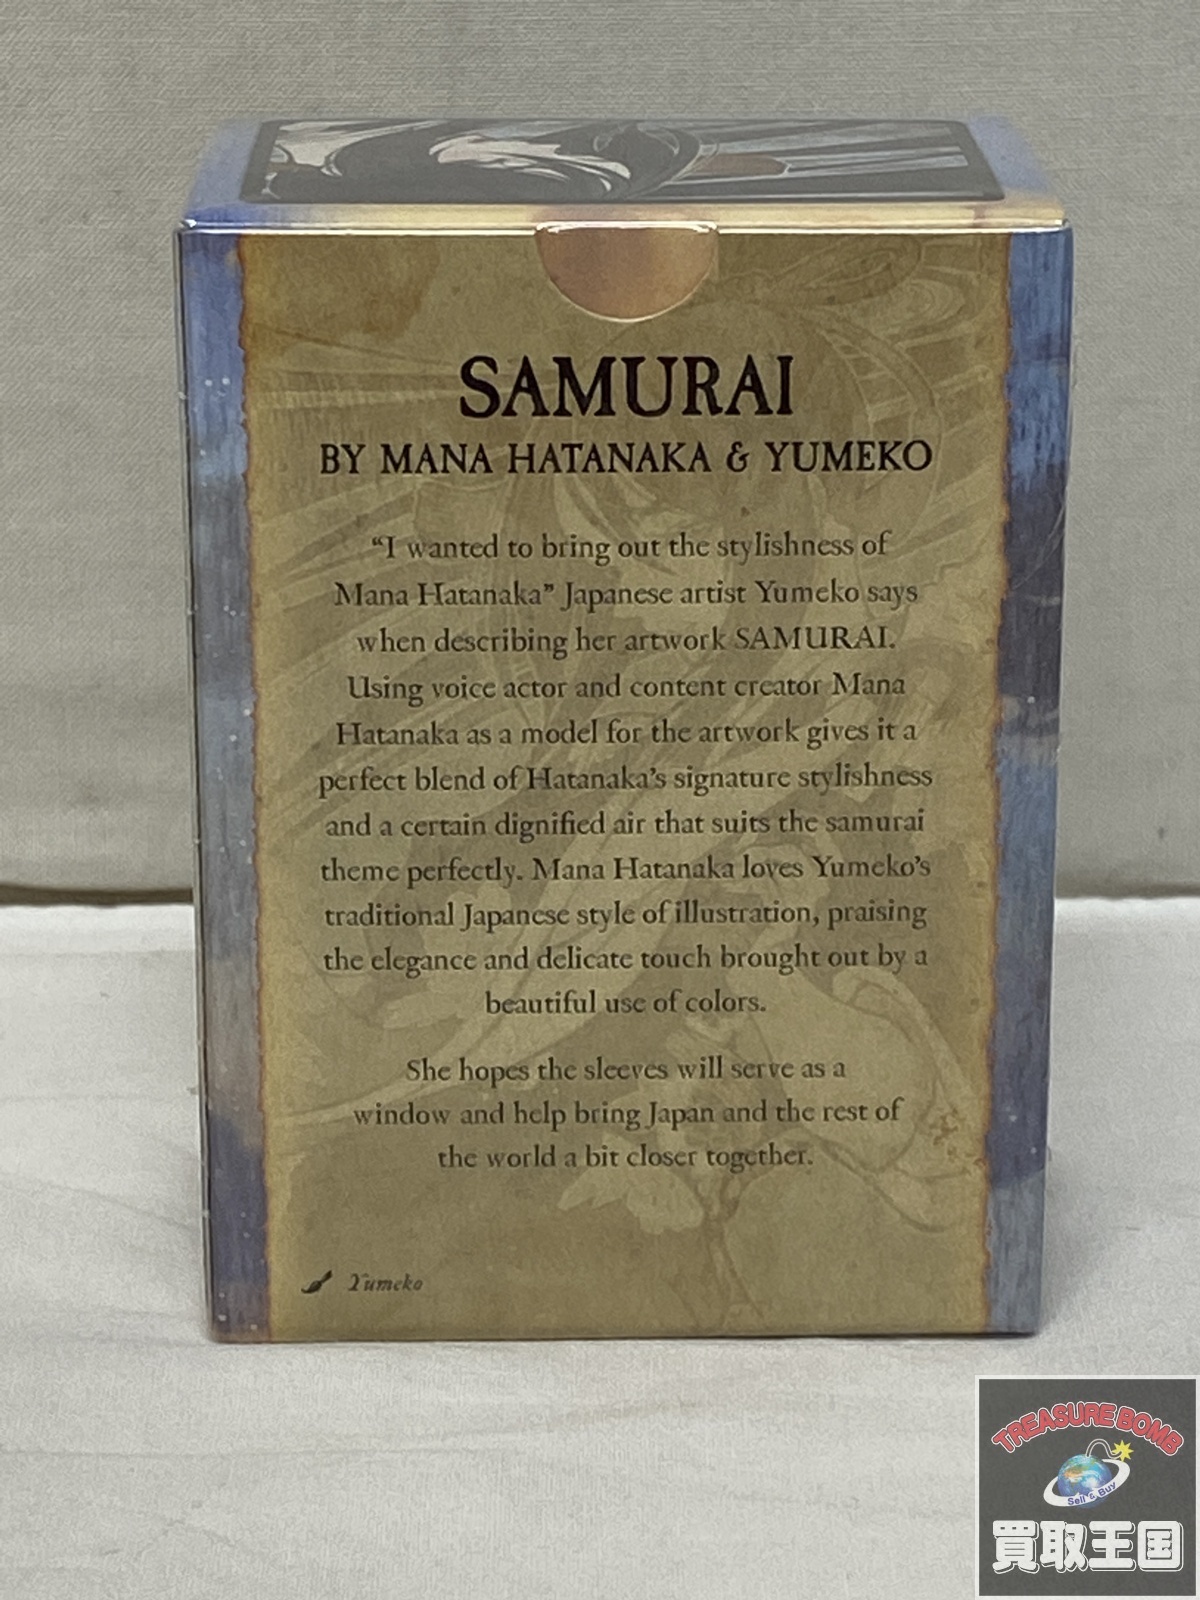 SAMURAI
BY MANA HATANAKA & YUMEKO
“I wanted to bring out the stylishness of
Mana Hatanaka” Japanese artist Yumeko says
when describing her artwork SAMURAI.
Using voice actor and content creator Mana
Hatanaka as a model for the artwork gives it a
perfect blend of Hatanaka’s signature stylishness
and a certain dignified air that suits the samurai
theme perfectly. Mana Hatanaka loves Yumeko’s
traditional Japanese style of illustration, praising
the elegance and delicate touch brought out by a
beautiful use of colors.
She hopes the sleeves will serve as a
window and help bring Japan and the rest of
the world a bit closer together.
Yumeko
TREASURE BOMB
Sell & Buy
買取王国